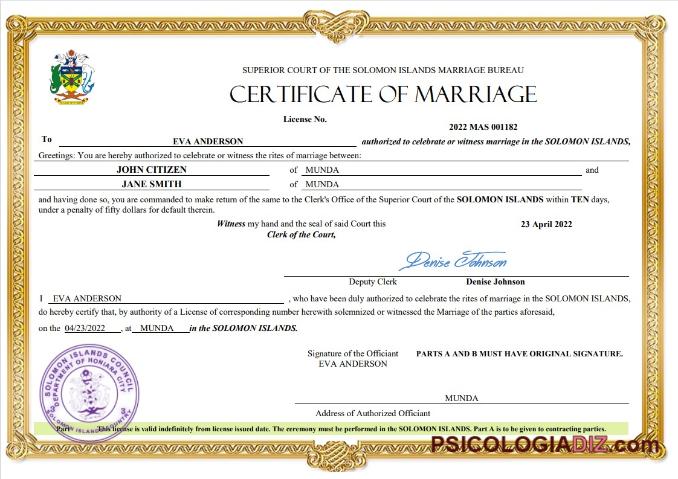 SUPERIOR COURT OF THE SOLOMON ISLANDS MARRIAGE BUREAU
CERTIFICATE OF MARRIAGE
License No.
2022 MAS 001182
To EVA ANDERSON authorized to celebrate or witness marriage in the SOLOMON ISLANDS,
Greetings: You are hereby authorized to celebrate or witness the rites of marriage between:
JOHN CITIZEN of MUNDA and
JANE SMITH of MUNDA
and having done so, you are commanded to make return of the same to the Clerk's Office of the Superior Court of the SOLOMON ISLANDS within TEN days,
under a penalty of fifty dollars for default therein.
Witness my hand and the seal of said Court this 23 April 2022
Clerk of the Court,
Denise Johnson
Deputy Clerk Denise Johnson
I EVA ANDERSON , who have been duly authorized to celebrate the rites of marriage in the SOLOMON ISLANDS,
do hereby certify that, by authority of a License of corresponding number herewith solemnized or witnessed the Marriage of the parties aforesaid,
on the 04/23/2022 , at MUNDA in the SOLOMON ISLANDS.
Signature of the Officiant PARTS A AND B MUST HAVE ORIGINAL SIGNATURE.
EVA ANDERSON
SOLOMON ISLANDS COUNCIL
DEPARTMENT OF HONIARA CITY
MUNDA
Address of Authorized Officiant
This license is valid indefinitely from license issued date. The ceremony must be performed in the SOLOMON ISLANDS. Part A is to be given to contracting parties.
PSICOLOGIADIZ.com